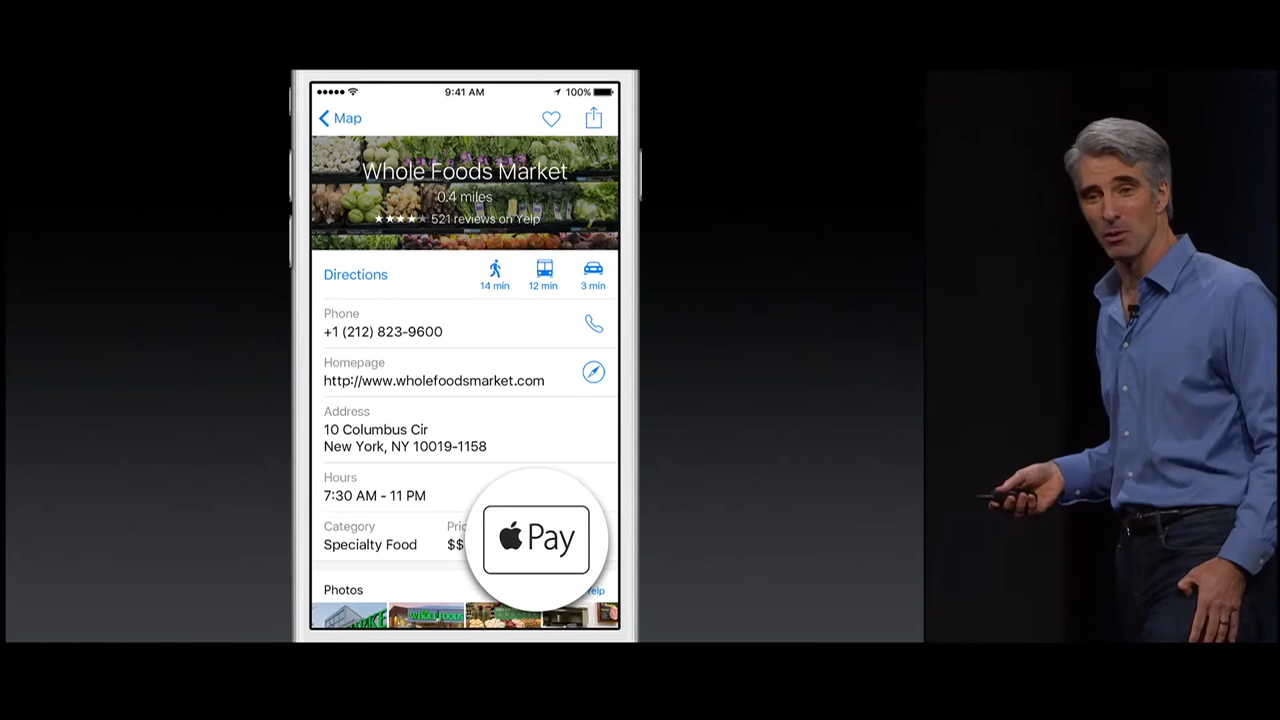 9:41 AM
100%
Map
Whole Foods Market
0.4 miles
521 reviews on Yelp
Directions
14 min
12 min
3 min
Phone
+1 (212) 823-9600
Homepage
http://www.wholefoodsmarket.com
Address
10 Columbus Cir
New York, NY 10019-1158
Hours
7:30 AM - 11 PM
Category
Specialty Food
$$
Pay
Photos
WHOLE FOODS